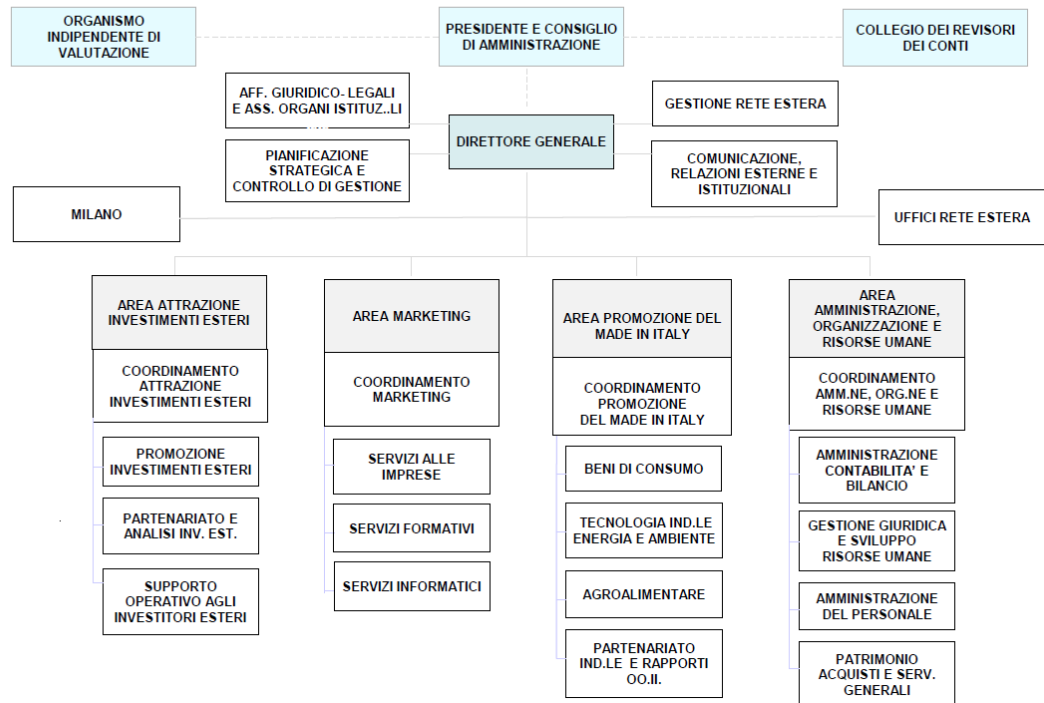 ORGANISMO
INDIPENDENTE DI
VALUTAZIONE
PRESIDENTE E CONSIGLIO
DI AMMINISTRAZIONE
COLLEGIO DEI REVISORI
DEI CONTI
AFF. GIURIDICO- LEGALI
E ASS. ORGANI ISTITUZ..LI
GESTIONE RETE ESTERA
DIRETTORE GENERALE
PIANIFICAZIONE
STRATEGICA E
CONTROLLO DI GESTIONE
COMUNICAZIONE,
RELAZIONI ESTERNE E
ISTITUZIONALI
MILANO
UFFICI RETE ESTERA
AREA ATTRAZIONE
INVESTIMENTI ESTERI
COORDINAMENTO
ATTRAZIONE
INVESTIMENTI ESTERI
PROMOZIONE
INVESTIMENTI ESTERI
PARTENARIATO E
ANALISI INV. EST.
SUPPORTO
OPERATIVO AGLI
INVESTITORI ESTERI
AREA MARKETING
COORDINAMENTO
MARKETING
SERVIZI ALLE
IMPRESE
SERVIZI FORMATIVI
SERVIZI INFORMATICI
AREA PROMOZIONE DEL
MADE IN ITALY
COORDINAMENTO
PROMOZIONE
DEL MADE IN ITALY
BENI DI CONSUMO
TECNOLOGIA IND.LE
ENERGIA E AMBIENTE
AGROALIMENTARE
PARTENARIATO
IND.LE E RAPPORTI
OO.II.
AREA
AMMINISTRAZIONE,
ORGANIZZAZIONE E
RISORSE UMANE
COORDINAMENTO
AMM.NE, ORG.NE E
RISORSE UMANE
AMMINISTRAZIONE
CONTABILITA' E
BILANCIO
GESTIONE GIURIDICA
E SVILUPPO
RISORSE UMANE
AMMINISTRAZIONE
DEL PERSONALE
PATRIMONIO
ACQUISTI E SERV.
GENERALI